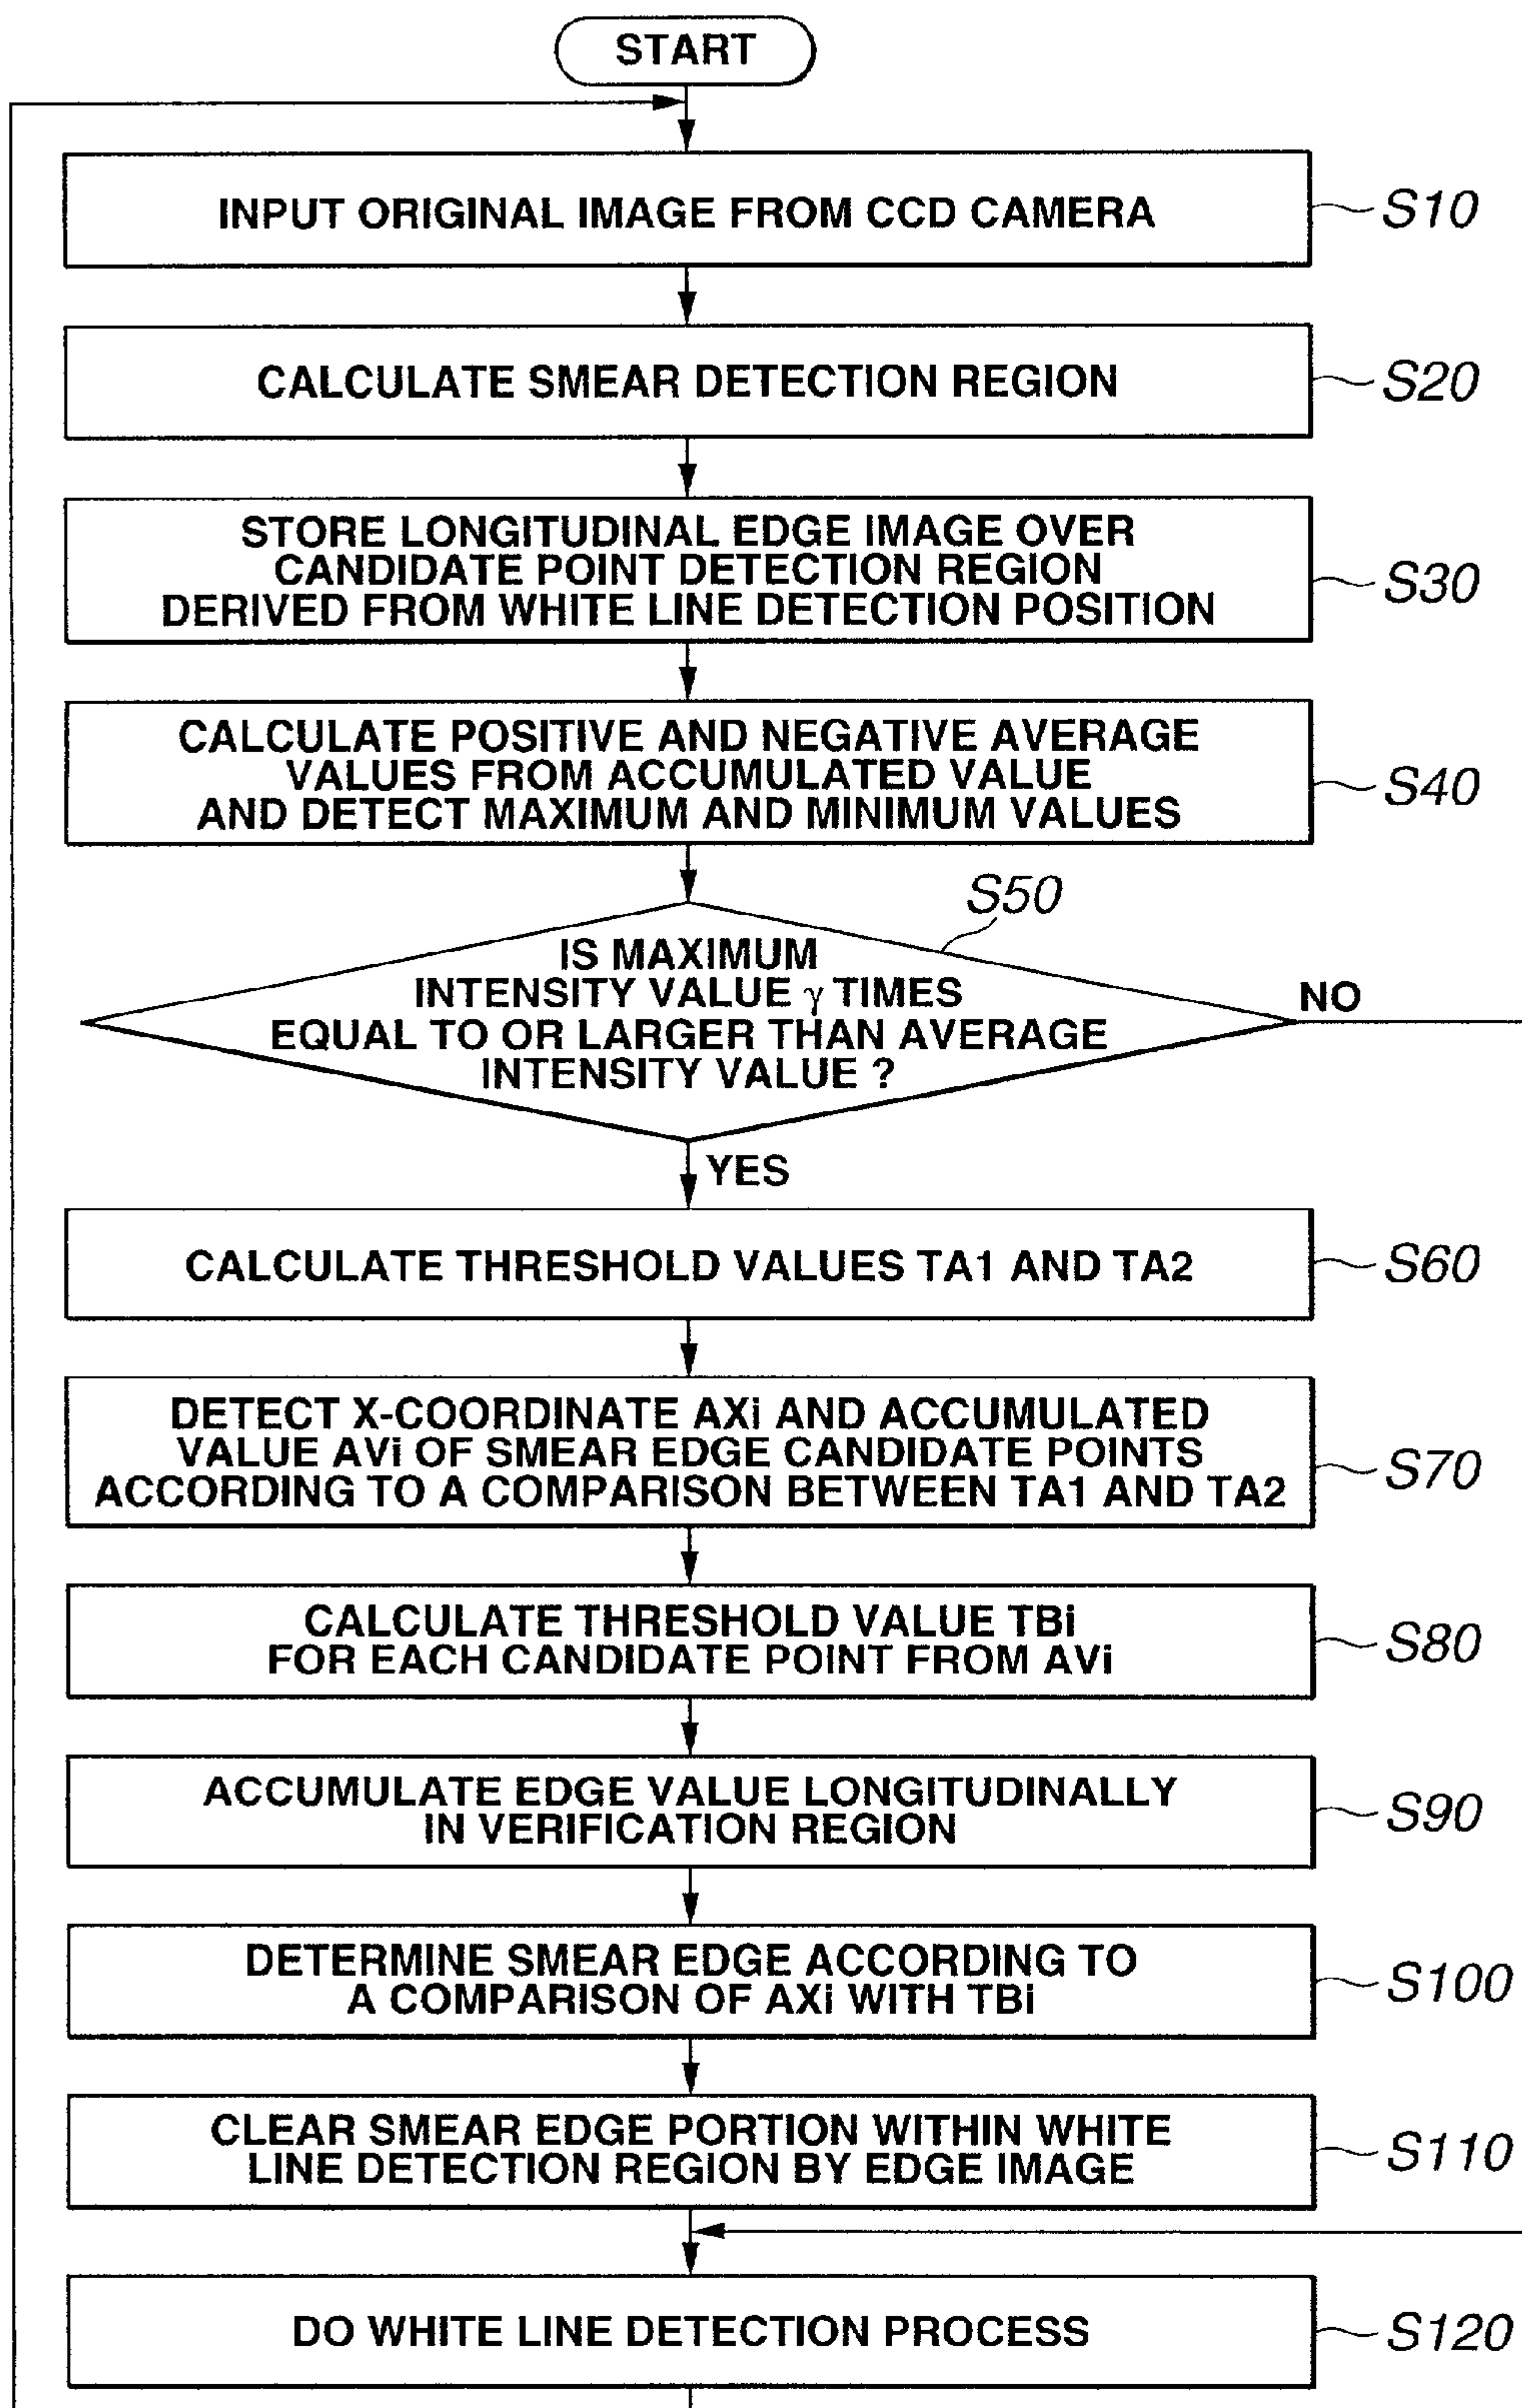 START
INPUT ORIGINAL IMAGE FROM CCD CAMERA
S10
CALCULATE SMEAR DETECTION REGION
S20
STORE LONGITUDINAL EDGE IMAGE OVER
CANDIDATE POINT DETECTION REGION
DERIVED FROM WHITE LINE DETECTION POSITION
S30
CALCULATE POSITIVE AND NEGATIVE AVERAGE
VALUES FROM ACCUMULATED VALUE
AND DETECT MAXIMUM AND MINIMUM VALUES
S40
S50
IS MAXIMUM
INTENSITY VALUE γ TIMES
EQUAL TO OR LARGER THAN AVERAGE
INTENSITY VALUE ?
NO
YES
CALCULATE THRESHOLD VALUES TA1 AND TA2
S60
DETECT X-COORDINATE AXi AND ACCUMULATED
VALUE AVi OF SMEAR EDGE CANDIDATE POINTS
ACCORDING TO A COMPARISON BETWEEN TA1 AND TA2
S70
CALCULATE THRESHOLD VALUE TBi
FOR EACH CANDIDATE POINT FROM AVi
S80
ACCUMULATE EDGE VALUE LONGITUDINALLY
IN VERIFICATION REGION
S90
DETERMINE SMEAR EDGE ACCORDING TO
A COMPARISON OF AXi WITH TBi
S100
CLEAR SMEAR EDGE PORTION WITHIN WHITE
LINE DETECTION REGION BY EDGE IMAGE
S110
DO WHITE LINE DETECTION PROCESS
S120